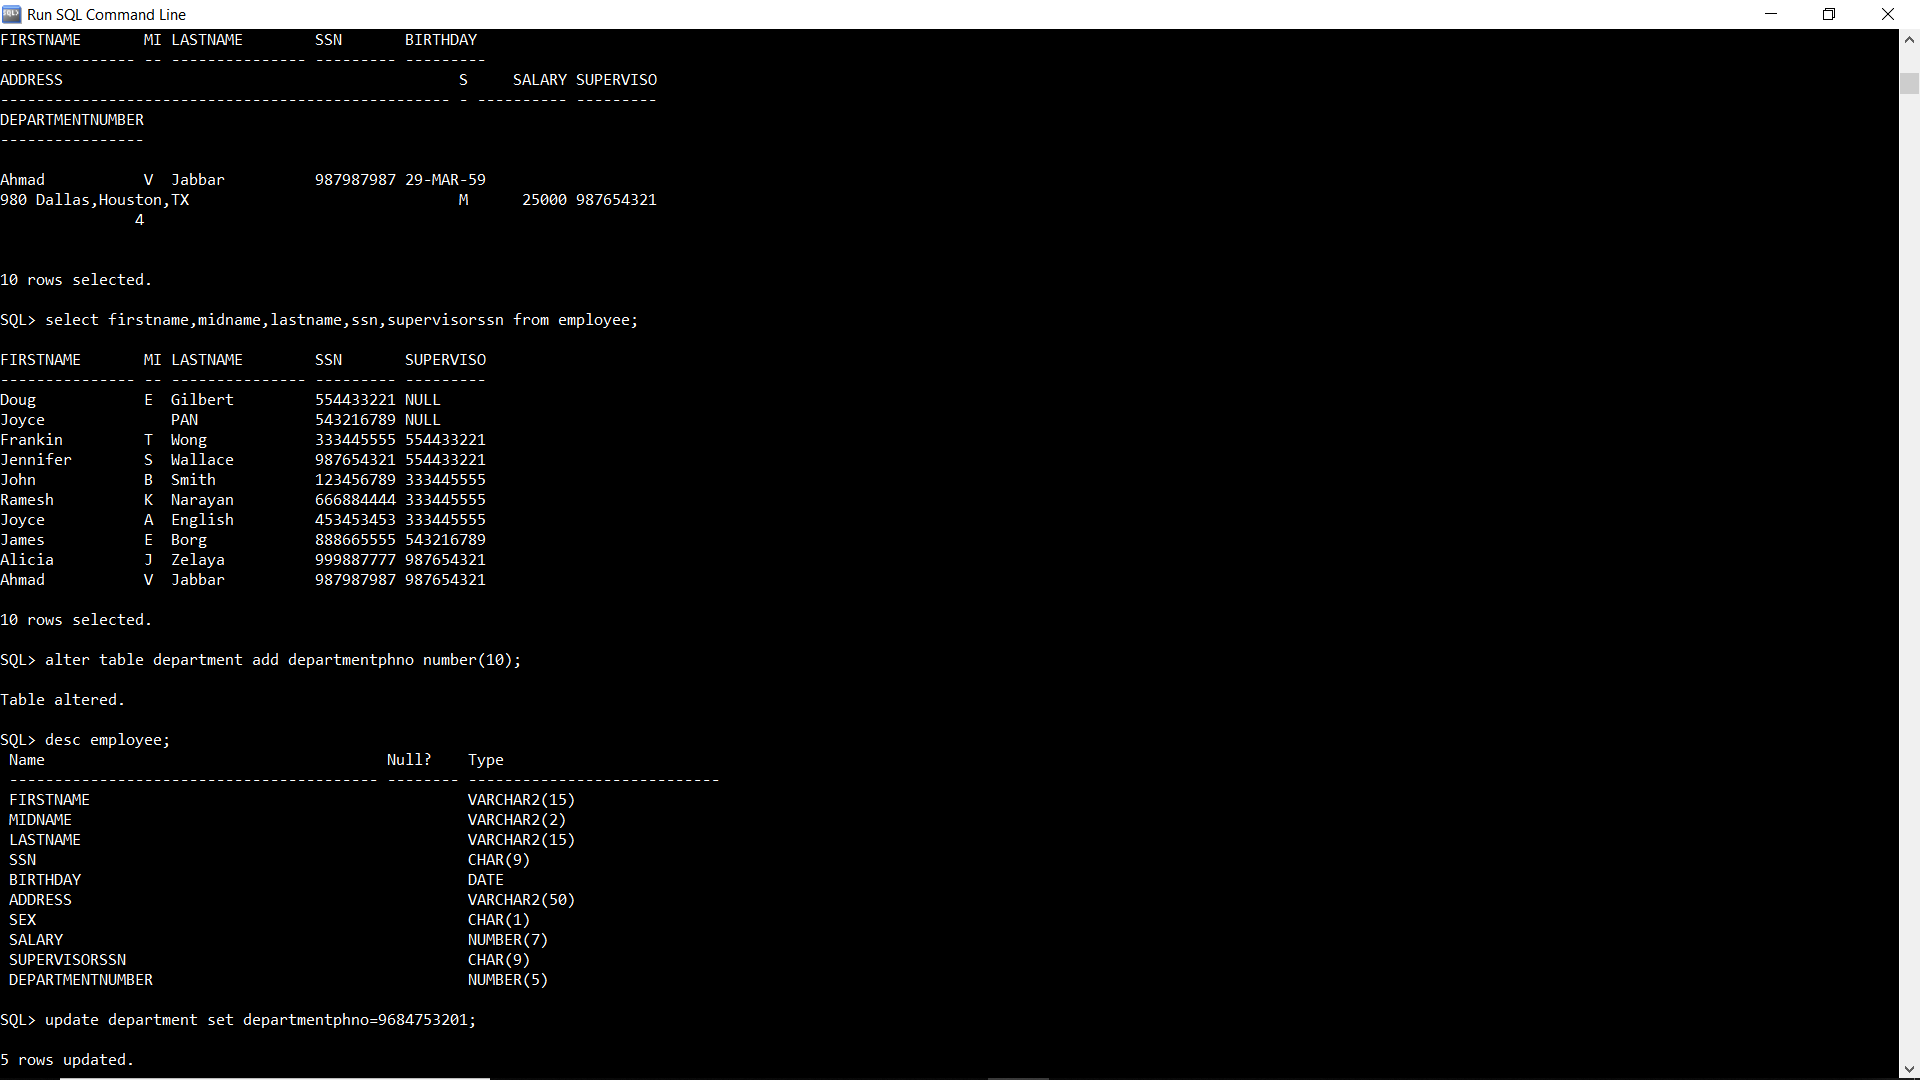 Run SQL Command Line
FIRSTNAME       MI LASTNAME        SSN       BIRTHDAY
--------------- -- --------------- --------- ---------
ADDRESS                                            S     SALARY SUPERVISO
-------------------------------------------------- - ---------- ---------
DEPARTMENTNUMBER
----------------
Ahmad           V  Jabbar          987987987 29-MAR-59
980 Dallas,Houston,TX                              M      25000 987654321
               4
10 rows selected.
SQL> select firstname,midname,lastname,ssn,supervisorssn from employee;
FIRSTNAME       MI LASTNAME        SSN       SUPERVISO
--------------- -- --------------- --------- ---------
Doug            E  Gilbert         554433221 NULL
Joyce              PAN             543216789 NULL
Frankin         T  Wong            333445555 554433221
Jennifer        S  Wallace         987654321 554433221
John            B  Smith           123456789 333445555
Ramesh          K  Narayan         666884444 333445555
Joyce           A  English         453453453 333445555
James           E  Borg            888665555 543216789
Alicia          J  Zelaya          999887777 987654321
Ahmad           V  Jabbar          987987987 987654321
10 rows selected.
SQL> alter table department add departmentphno number(10);
Table altered.
SQL> desc employee;
 Name                                      Null?    Type
 ----------------------------------------- -------- ----------------------------
 FIRSTNAME                                          VARCHAR2(15)
 MIDNAME                                            VARCHAR2(2)
 LASTNAME                                           VARCHAR2(15)
 SSN                                                CHAR(9)
 BIRTHDAY                                           DATE
 ADDRESS                                            VARCHAR2(50)
 SEX                                                CHAR(1)
 SALARY                                             NUMBER(7)
 SUPERVISORSSN                                      CHAR(9)
 DEPARTMENTNUMBER                                   NUMBER(5)
SQL> update department set departmentphno=9684753201;
5 rows updated.